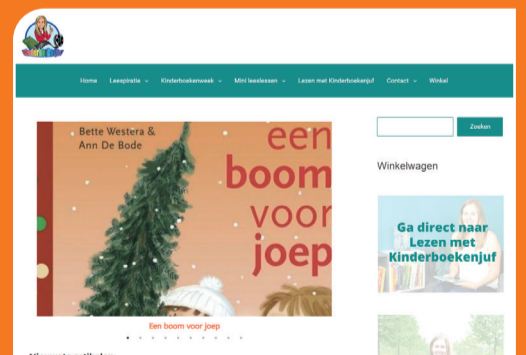 Home Leespiratie Kinderboekenweek Mini leeslessen Lezen met Kinderboekenjuf Contact Winkel
Bette Westera &
Ann De Bode
een
boom
voor
joep
Een boom voor joep
Zoeken
Winkelwagen
Ga direct naar
Lezen met
Kinderboekenjuf